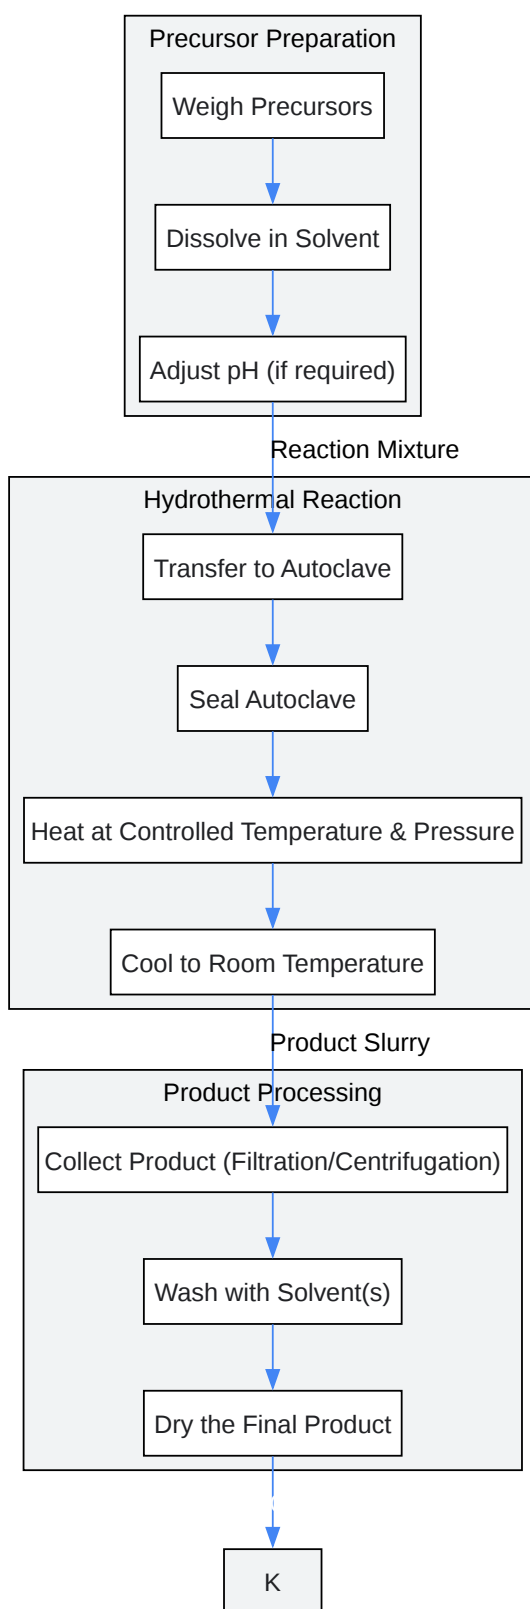 Precursor Preparation
Weigh Precursors
Dissolve in Solvent
Adjust pH (if required)
Reaction Mixture
Hydrothermal Reaction
Transfer to Autoclave
Seal Autoclave
Heat at Controlled Temperature & Pressure
Cool to Room Temperature
Product Slurry
Product Processing
Collect Product (Filtration/Centrifugation)
Wash with Solvent(s)
Dry the Final Product
K